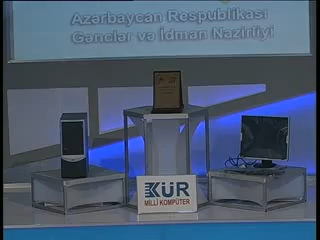 Azərbaycan Respublikası
Gənclər və İdman Nazirliyi
KÜR
MİLLİ KOMPÜTER